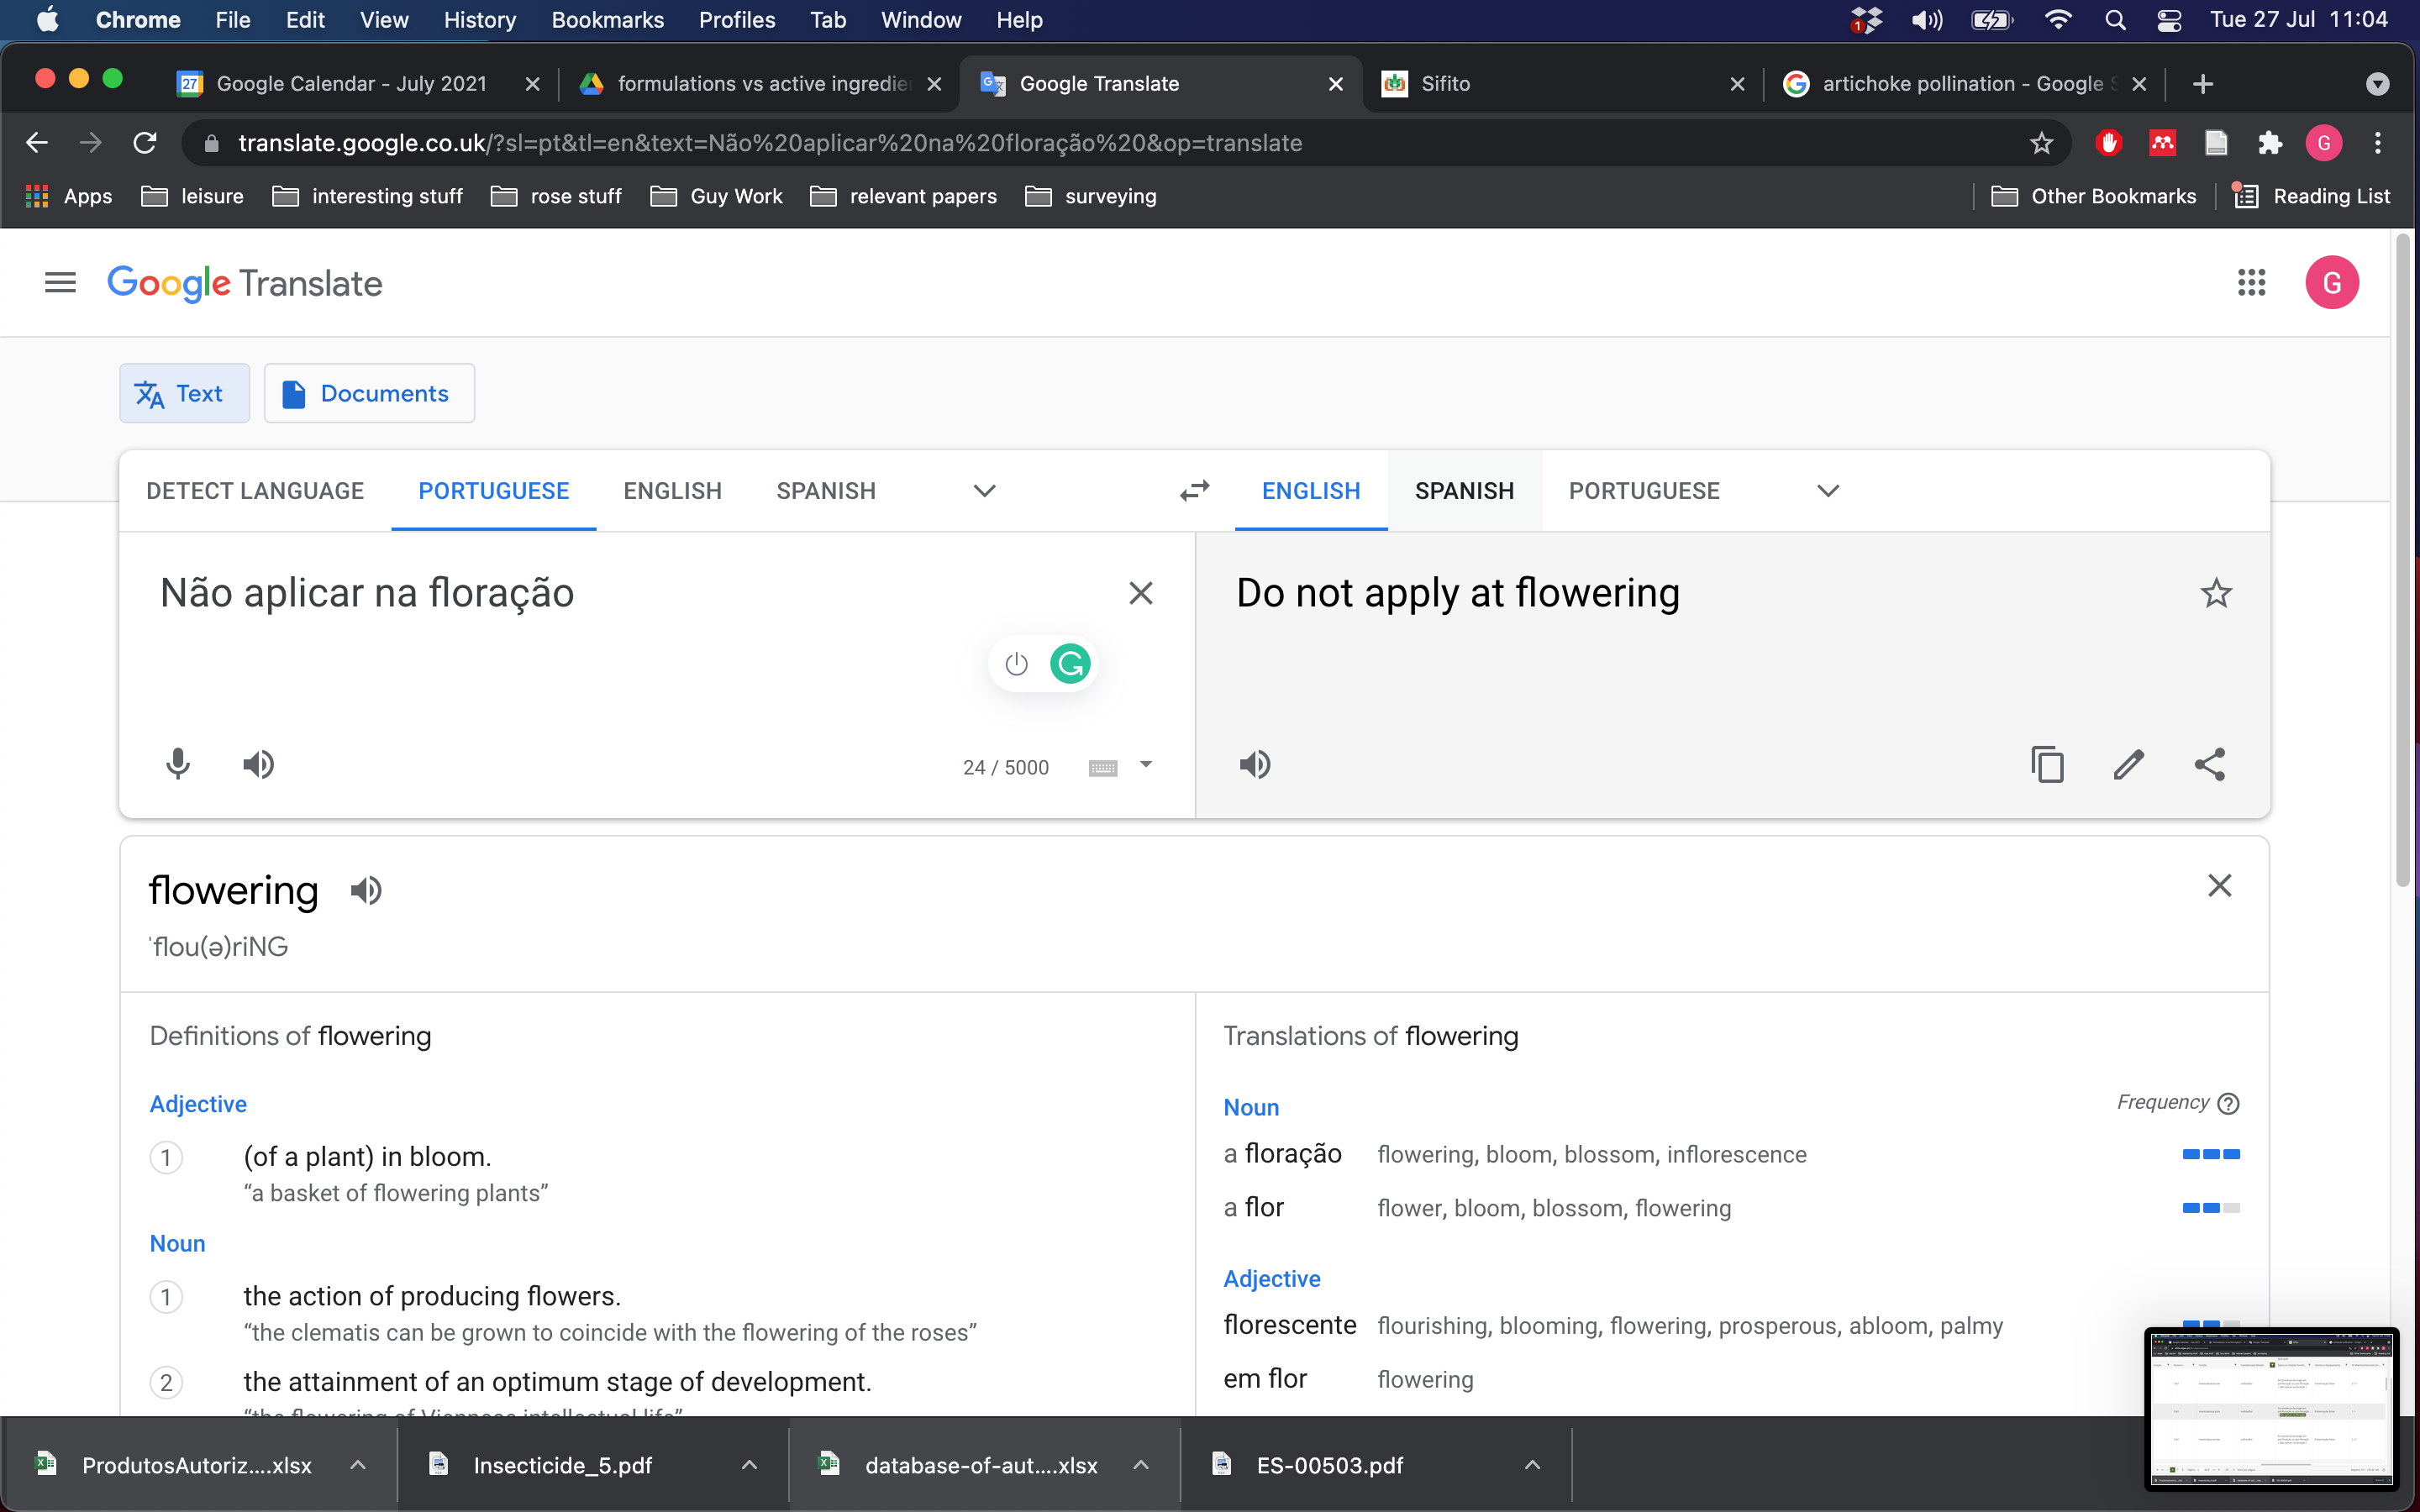 Chrome File Edit View History Bookmarks Profiles Tab Window Help 1 Tue 27 Jul 11:04
27 Google Calendar - July 2021 formulations vs active ingredie Google Translate Sifito artichoke pollination - Google S
translate.google.co.uk/?sl=pt&tl=en&text=Não%20aplicar%20na%20floração%20&op=translate G
Apps leisure interesting stuff rose stuff Guy Work relevant papers surveying Other Bookmarks Reading List
Google Translate G
Text Documents
DETECT LANGUAGE PORTUGUESE ENGLISH SPANISH ENGLISH SPANISH PORTUGUESE
Não aplicar na floração Do not apply at flowering
24 / 5000
flowering
ˈflou(ə)riNG
Definitions of flowering Translations of flowering
Adjective Noun Frequency
1 (of a plant) in bloom. a floração flowering, bloom, blossom, inflorescence
“a basket of flowering plants” a flor flower, bloom, blossom, flowering
Noun Adjective
1 the action of producing flowers. florescente flourishing, blooming, flowering, prosperous, abloom, palmy
“the clematis can be grown to coincide with the flowering of the roses”
2 the attainment of an optimum stage of development. em flor flowering
“the flowering of Viennese intellectual life”
ProdutosAutoriz....xlsx Insecticide_5.pdf database-of-aut....xlsx ES-00503.pdf